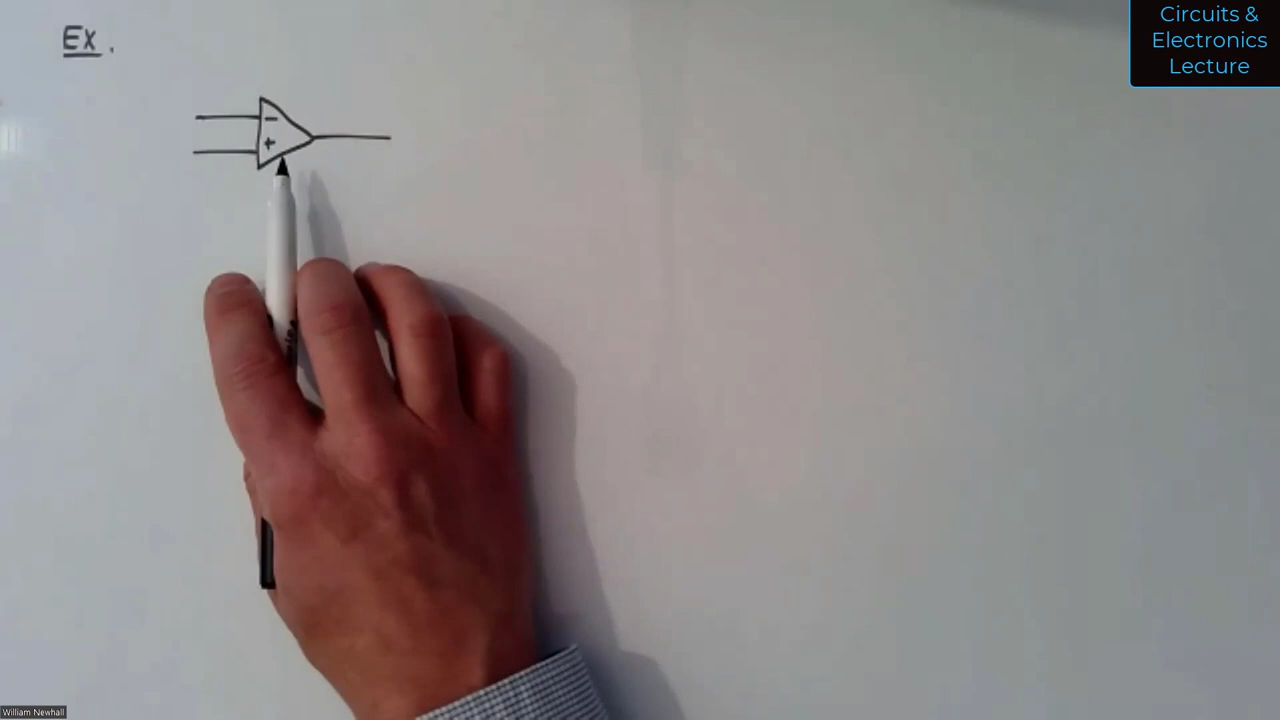 Circuits &
Electronics
Lecture
Ex.
-
+
William Newhall